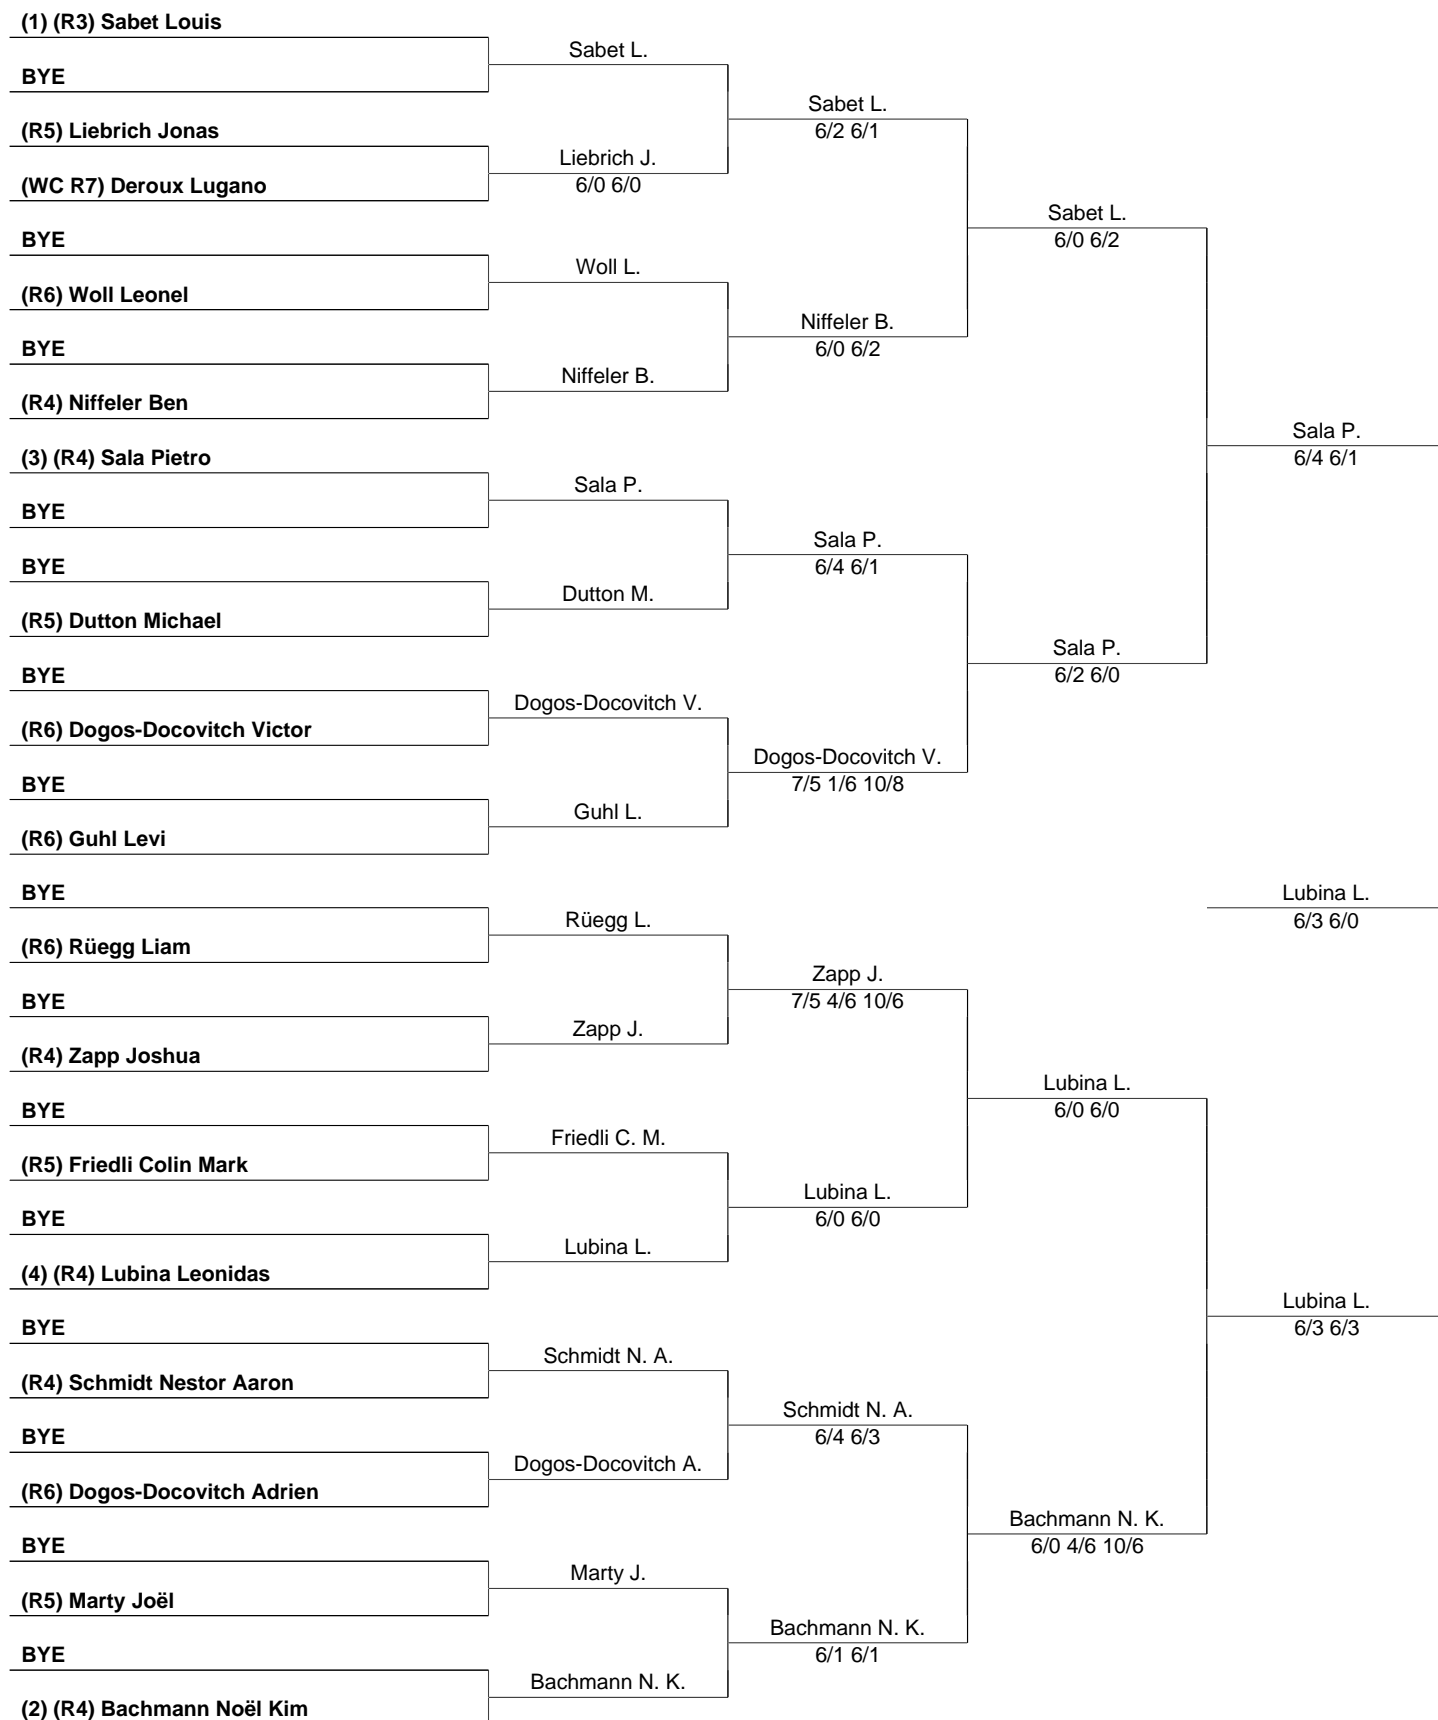 (1) (R3) Sabet Louis
BYE
(R5) Liebrich Jonas
(WC R7) Deroux Lugano
BYE
(R6) Woll Leonel
BYE
(R4) Niffeler Ben
(3) (R4) Sala Pietro
BYE
BYE
(R5) Dutton Michael
BYE
(R6) Dogos-Docovitch Victor
BYE
(R6) Guhl Levi
BYE
(R6) Rüegg Liam
BYE
(R4) Zapp Joshua
BYE
(R5) Friedli Colin Mark
BYE
(4) (R4) Lubina Leonidas
BYE
(R4) Schmidt Nestor Aaron
BYE
(R6) Dogos-Docovitch Adrien
BYE
(R5) Marty Joël
BYE
(2) (R4) Bachmann Noël Kim
Sabet L.
Liebrich J.
6/0 6/0
Woll L.
Niffeler B.
Sala P.
Dutton M.
Dogos-Docovitch V.
Guhl L.
Rüegg L.
Zapp J.
Friedli C. M.
Lubina L.
Schmidt N. A.
Dogos-Docovitch A.
Marty J.
Bachmann N. K.
Sabet L.
6/2 6/1
Niffeler B.
6/0 6/2
Sala P.
6/4 6/1
Dogos-Docovitch V.
7/5 1/6 10/8
Zapp J.
7/5 4/6 10/6
Lubina L.
6/0 6/0
Schmidt N. A.
6/4 6/3
Bachmann N. K.
6/1 6/1
Sabet L.
6/0 6/2
Sala P.
6/2 6/0
Lubina L.
6/0 6/0
Bachmann N. K.
6/0 4/6 10/6
Sala P.
6/4 6/1
Lubina L.
6/3 6/0
Lubina L.
6/3 6/3